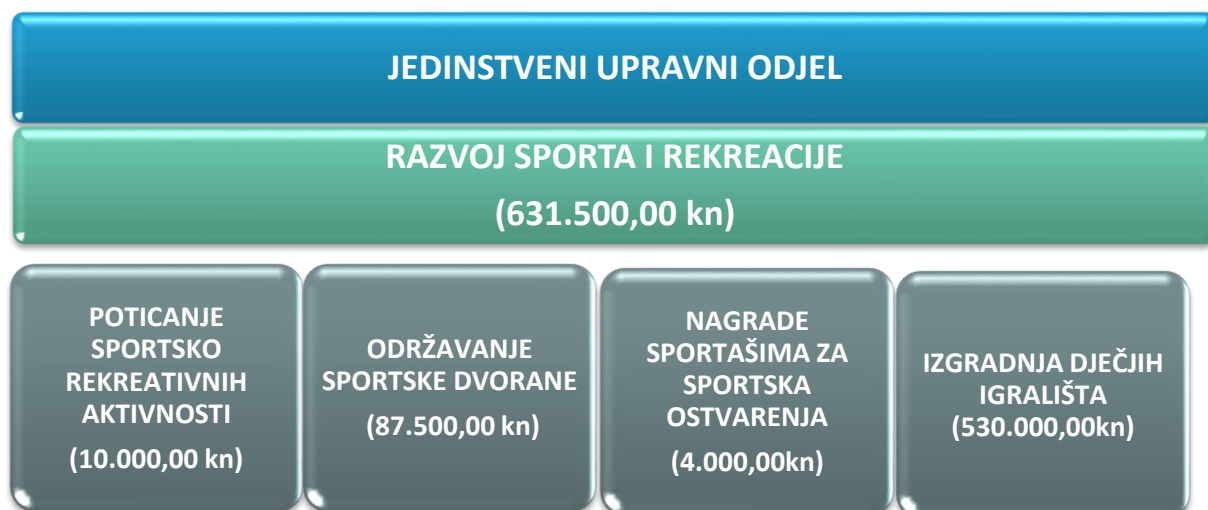 JEDINSTVENI UPRAVNI ODJEL
RAZVOJ SPORTA I REKREACIJE
(631.500,00 kn)
POTICANJE
SPORTSKO
REKREATIVNIH
AKTIVNOSTI
(10.000,00 kn)
ODRŽAVANJE
SPORTSKE DVORANE
(87.500,00 kn)
NAGRADE
SPORTAŠIMA ZA
SPORTSKA
OSTVARENJA
(4.000,00kn)
IZGRADNJA DJEČJIH
IGRALIŠTA
(530.000,00kn)